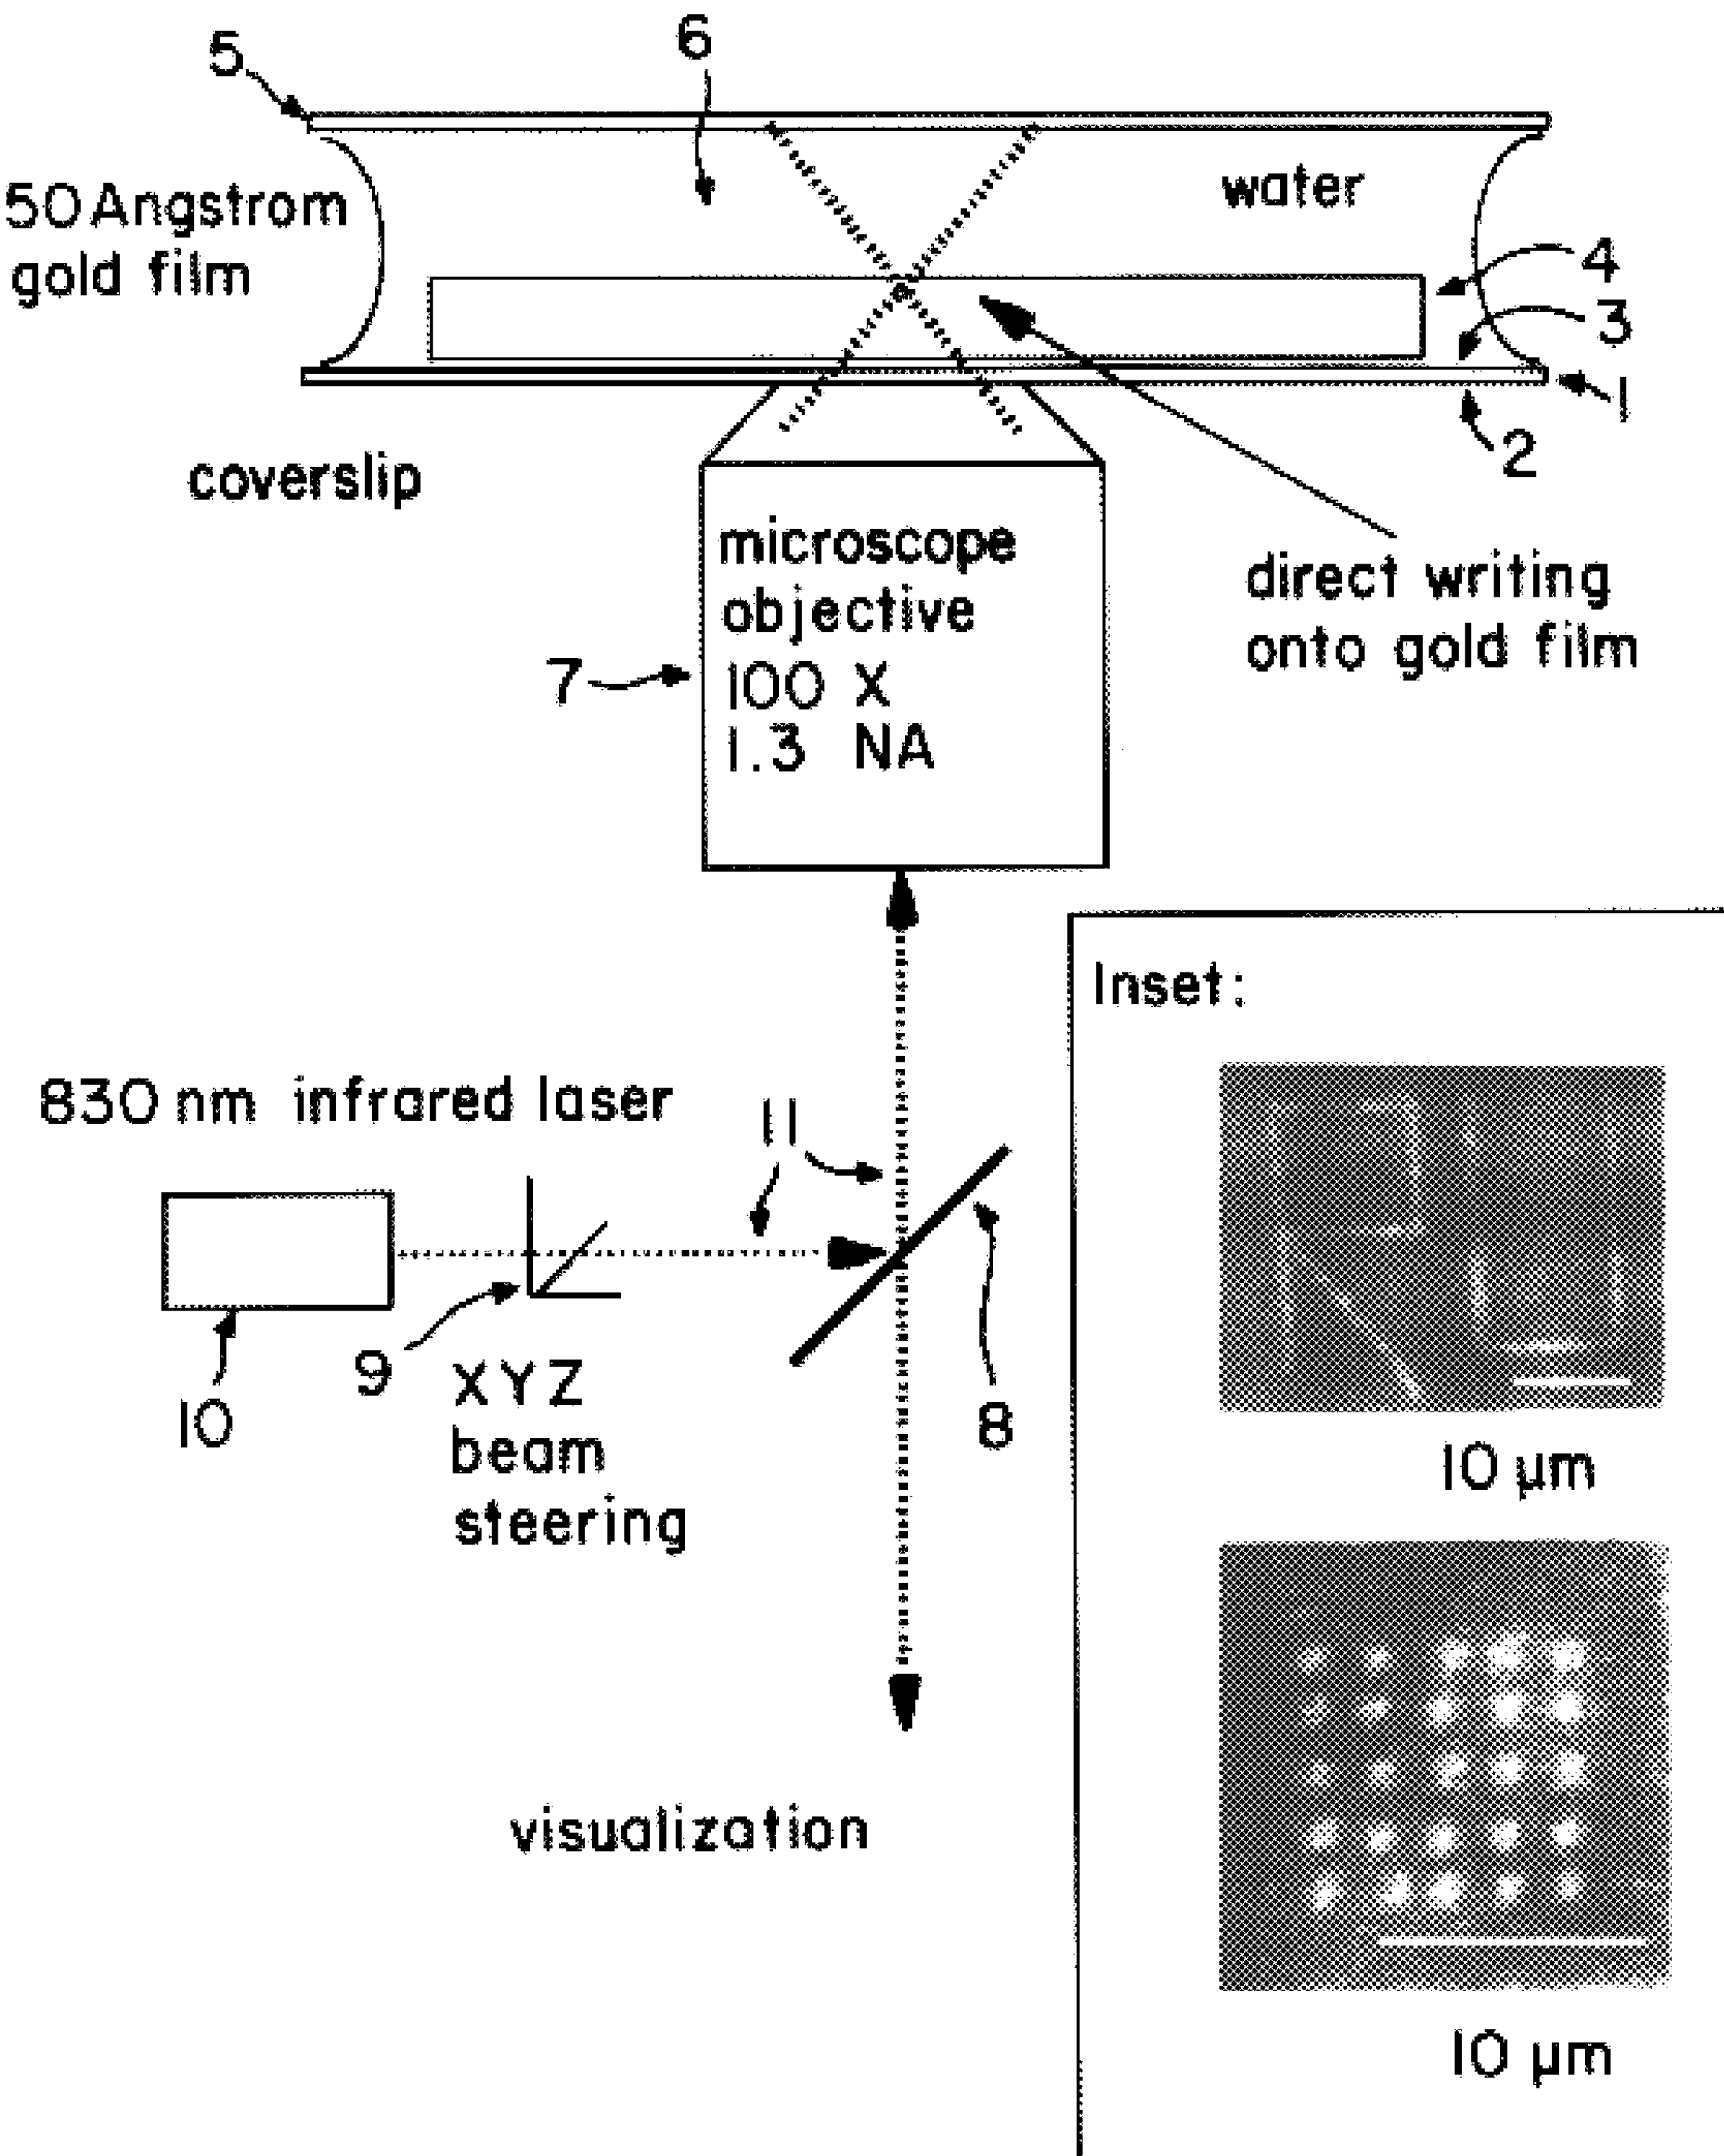 5
6
50 Angstrom
gold film
water
4
3
1
2
coverslip
microscope
objective
100 X
1.3 NA
7
direct writing
onto gold film
Inset:
830 nm infrared laser
11
10
9
XYZ
beam
steering
8
10 µm
visualization
10 µm